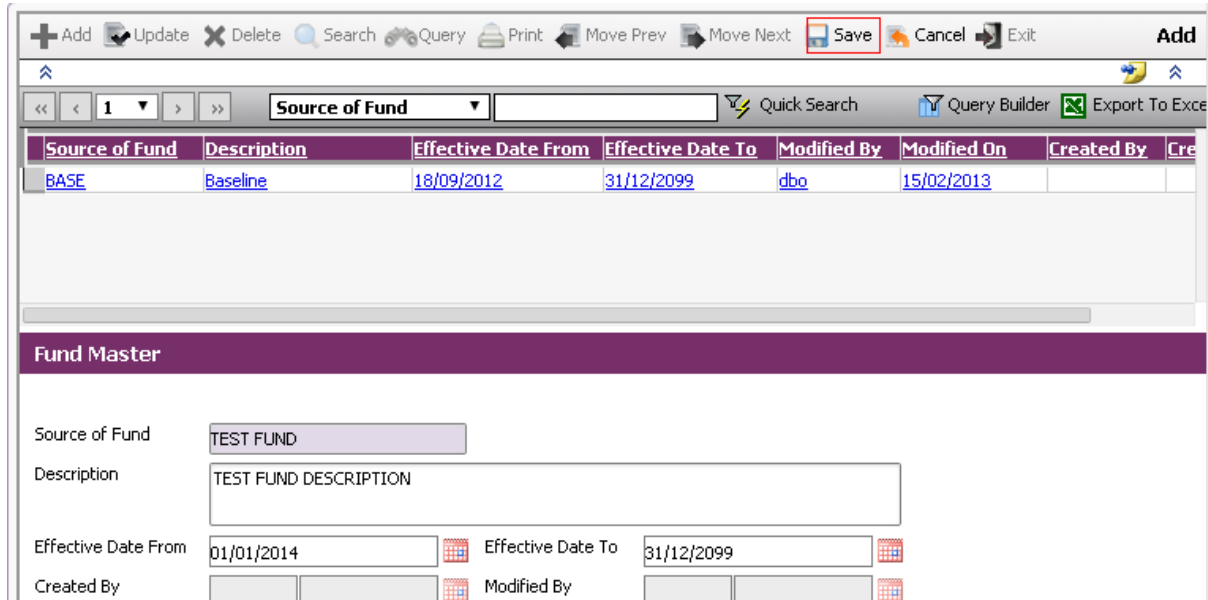 Add Update Delete Search Query Print Move Prev Move Next Save Cancel Exit Add
1 Source of Fund Quick Search Query Builder Export To Exce
Source of Fund Description Effective Date From Effective Date To Modified By Modified On Created By Cre
BASE Baseline 18/09/2012 31/12/2099 dbo 15/02/2013
Fund Master
Source of Fund TEST FUND
Description TEST FUND DESCRIPTION
Effective Date From 01/01/2014 Effective Date To 31/12/2099
Created By Modified By